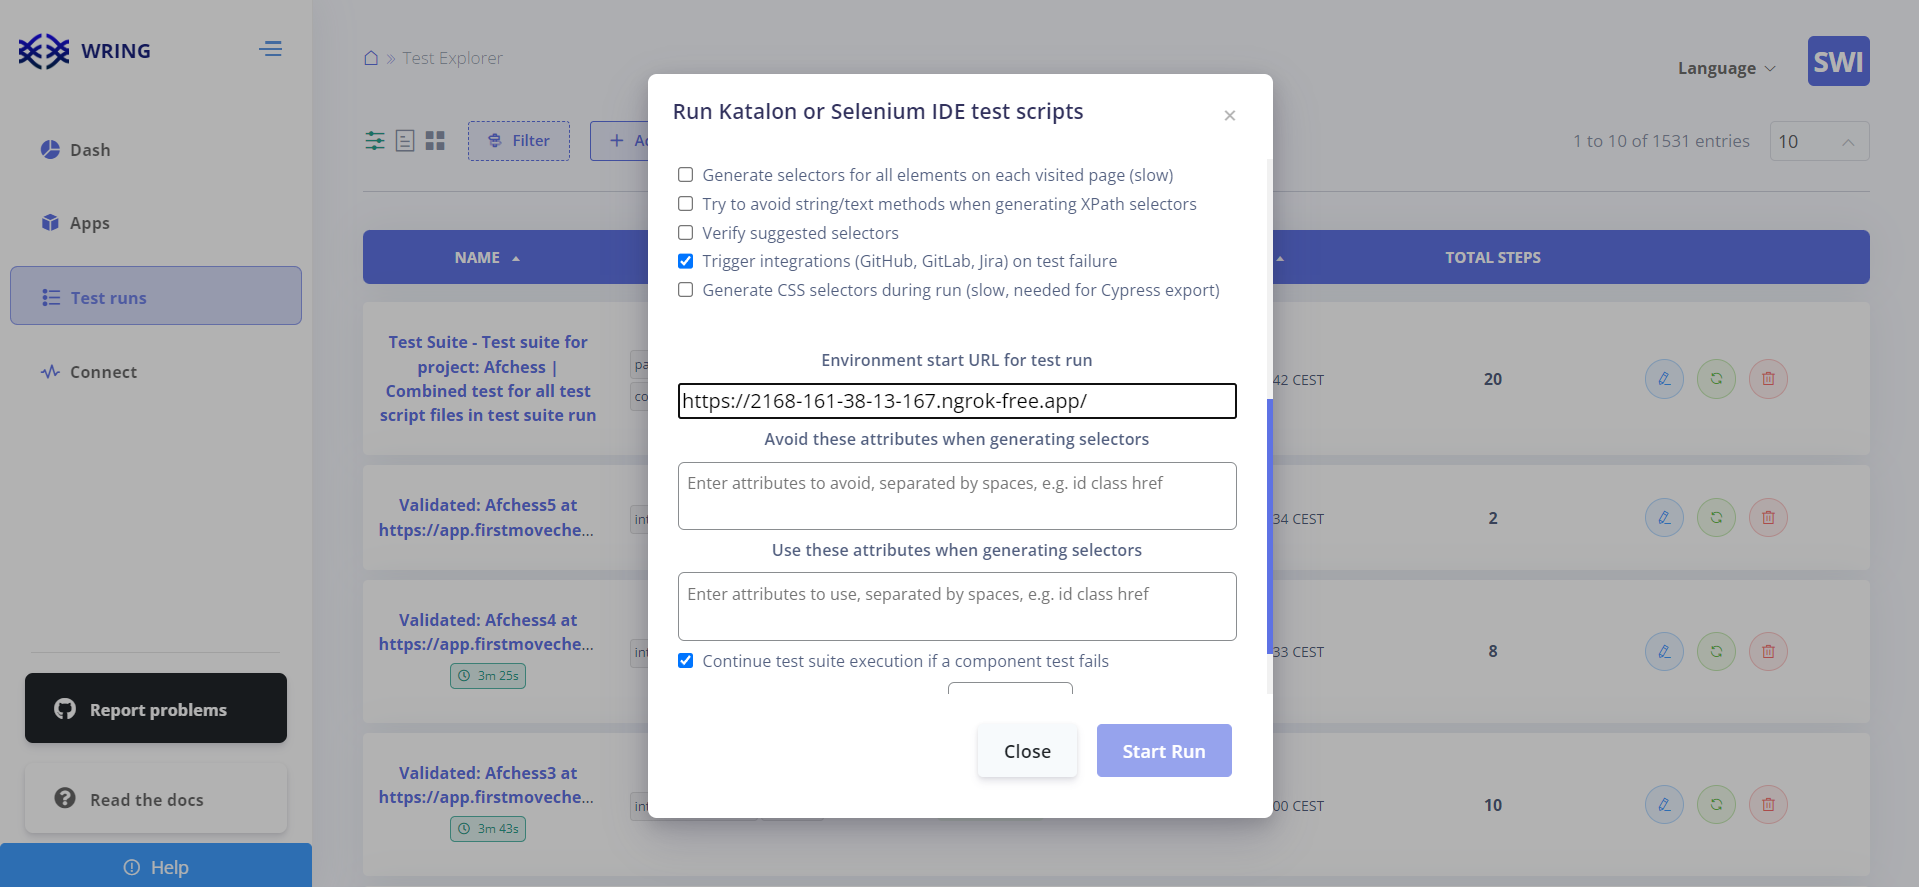 WRING
Dash
Apps
Test runs
Connect
Report problems
Read the docs
Help
» Test Explorer
Language
SWI
Filter
1 to 10 of 1531 entries
10
NAME
TOTAL STEPS
Test Suite - Test suite for
project: Afchess |
Combined test for all test
script files in test suite run
42 CEST
20
Validated: Afchess5 at
https://app.firstmoveche...
34 CEST
2
Validated: Afchess4 at
https://app.firstmoveche...
3m 25s
33 CEST
8
Validated: Afchess3 at
https://app.firstmoveche...
3m 43s
00 CEST
10
Run Katalon or Selenium IDE test scripts
×
Generate selectors for all elements on each visited page (slow)
Try to avoid string/text methods when generating XPath selectors
Verify suggested selectors
Trigger integrations (GitHub, GitLab, Jira) on test failure
Generate CSS selectors during run (slow, needed for Cypress export)
Environment start URL for test run
https://2168-161-38-13-167.ngrok-free.app/
Avoid these attributes when generating selectors
Enter attributes to avoid, separated by spaces, e.g. id class href
Use these attributes when generating selectors
Enter attributes to use, separated by spaces, e.g. id class href
Continue test suite execution if a component test fails
Close
Start Run